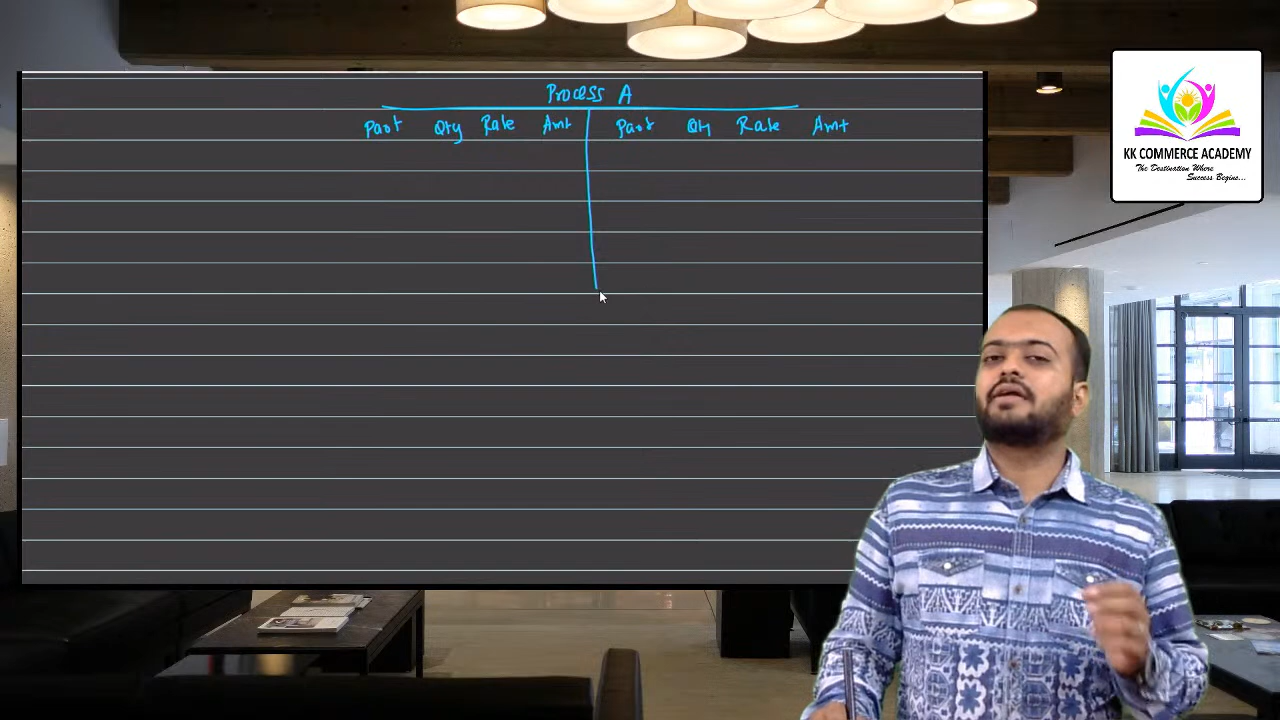 Process A
Part Qty Rate Amt Part Qty Rate Amt
KK COMMERCE ACADEMY
The Destination Where
Success Begins...